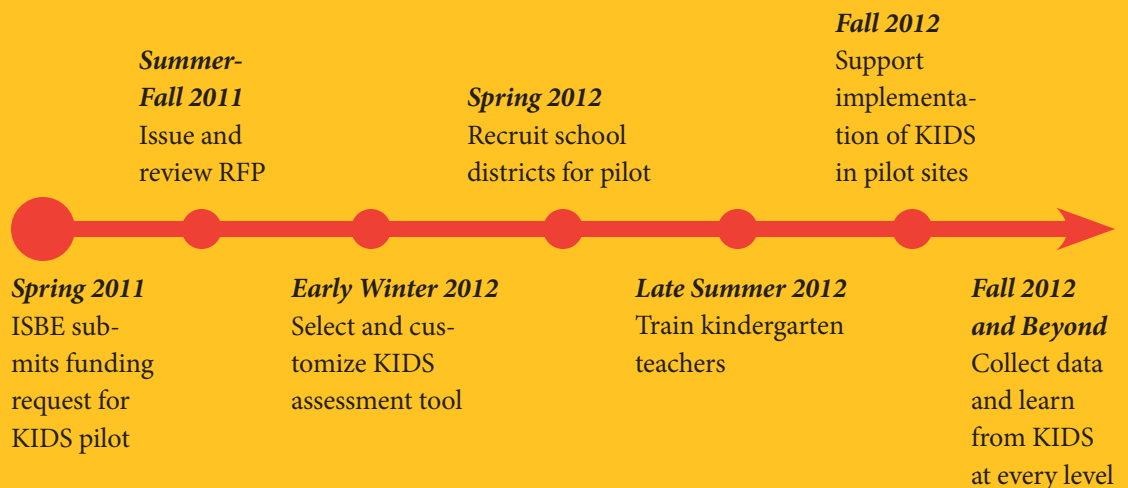 Spring 2011
ISBE sub-
mits funding
request for
KIDS pilot
Summer-
Fall 2011
Issue and
review RFP
Early Winter 2012
Select and cus-
tomize KIDS
assessment tool
Spring 2012
Recruit school
districts for pilot
Late Summer 2012
Train kindergarten
teachers
Fall 2012
Support
implementa-
tion of KIDS
in pilot sites
Fall 2012
and Beyond
Collect data
and learn
from KIDS
at every level